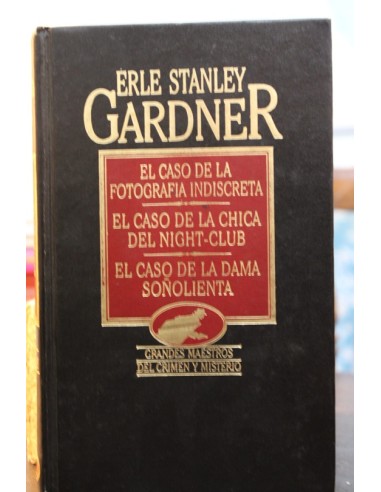 ERLE STANLEY
GARDNER
EL CASO DE LA
FOTOGRAFIA INDISCRETA
EL CASO DE LA CHICA
DEL NIGHT-CLUB
EL CASO DE LA DAMA
SOÑOLIENTA
GRANDES MAESTROS
DEL CRIMEN Y MISTERIO